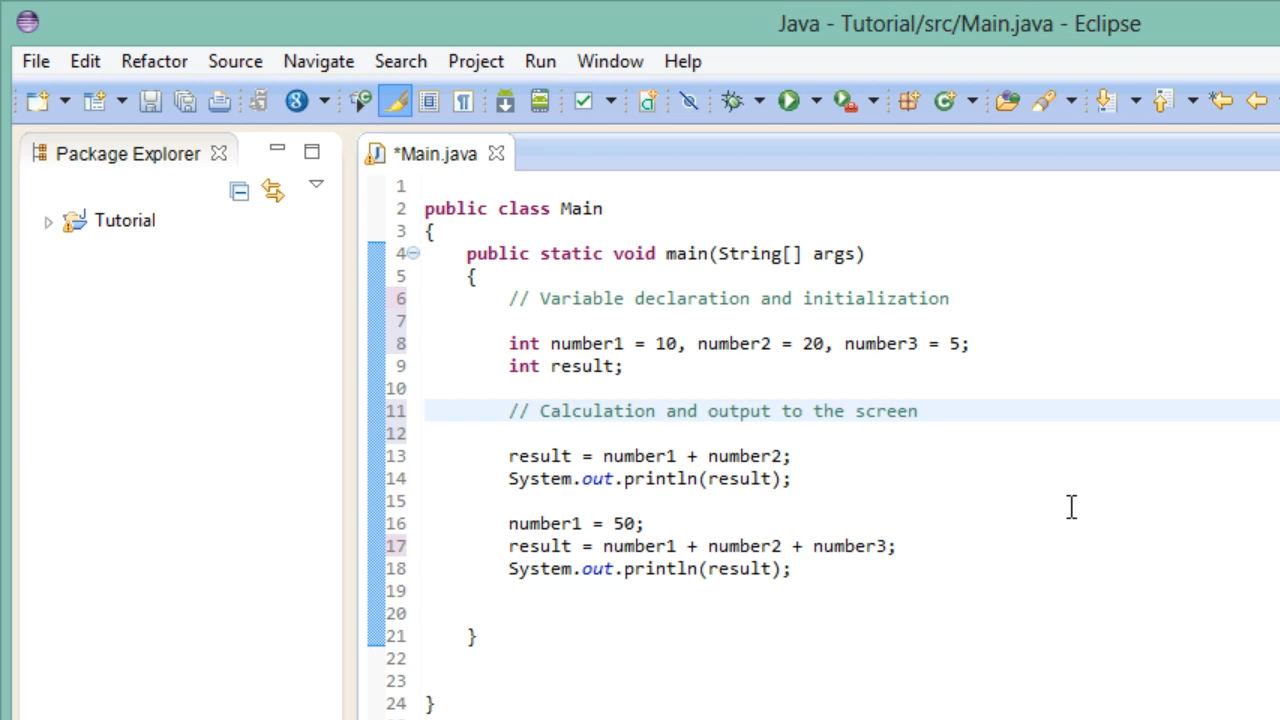 Java - Tutorial/src/Main.java - Eclipse
File Edit Refactor Source Navigate Search Project Run Window Help
Package Explorer
*Main.java
Tutorial
1
2 public class Main
3 {
4 public static void main(String[] args)
5 {
6 // Variable declaration and initialization
7
8 int number1 = 10, number2 = 20, number3 = 5;
9 int result;
10
11 // Calculation and output to the screen
12
13 result = number1 + number2;
14 System.out.println(result);
15
16 number1 = 50;
17 result = number1 + number2 + number3;
18 System.out.println(result);
19
20
21 }
22
23
24 }